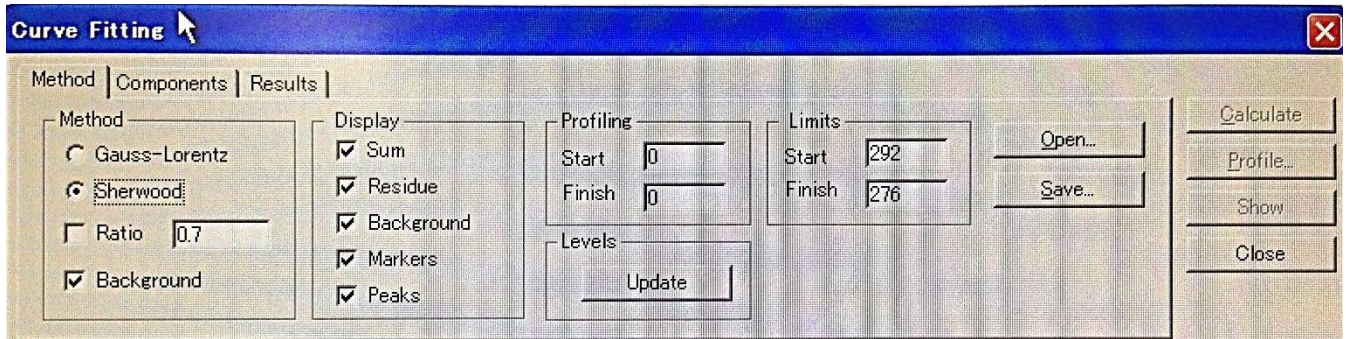 Curve Fitting
Method Components Results
Method
Gauss-Lorentz
Sherwood
Ratio 0.7
Background
Display
Sum
Residue
Background
Markers
Peaks
Profiling
Start 0
Finish 0
Levels
Update
Limits
Start 292
Finish 276
Open...
Save...
Calculate
Profile...
Show
Close